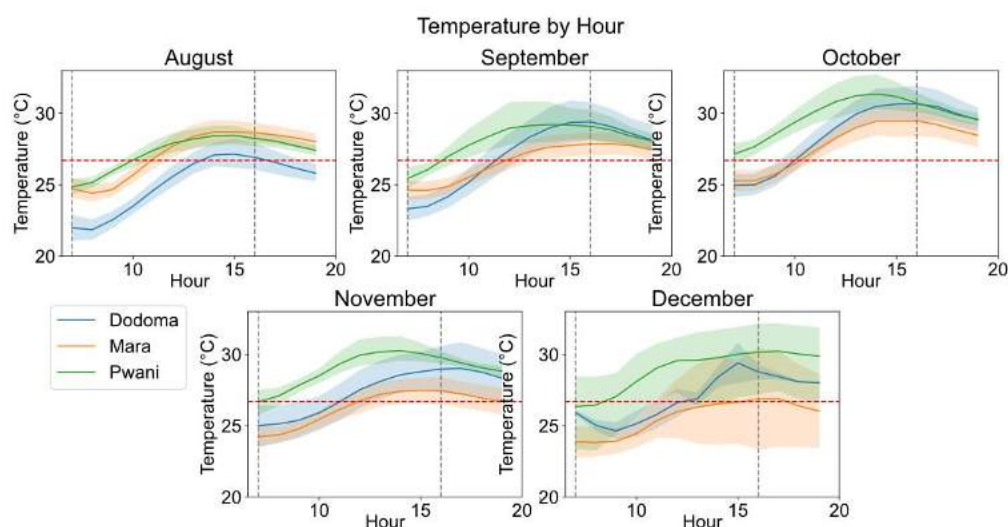 Temperature by Hour
August
September
October
Temperature (°C)
30
25
20
10
15
20
Hour
Temperature (°C)
30
25
20
10
15
20
Hour
Temperature (°C)
30
25
20
10
15
20
Hour
Dodoma
Mara
Pwani
November
December
Temperature (°C)
30
25
20
10
15
20
Hour
Temperature (°C)
30
25
20
10
15
20
Hour